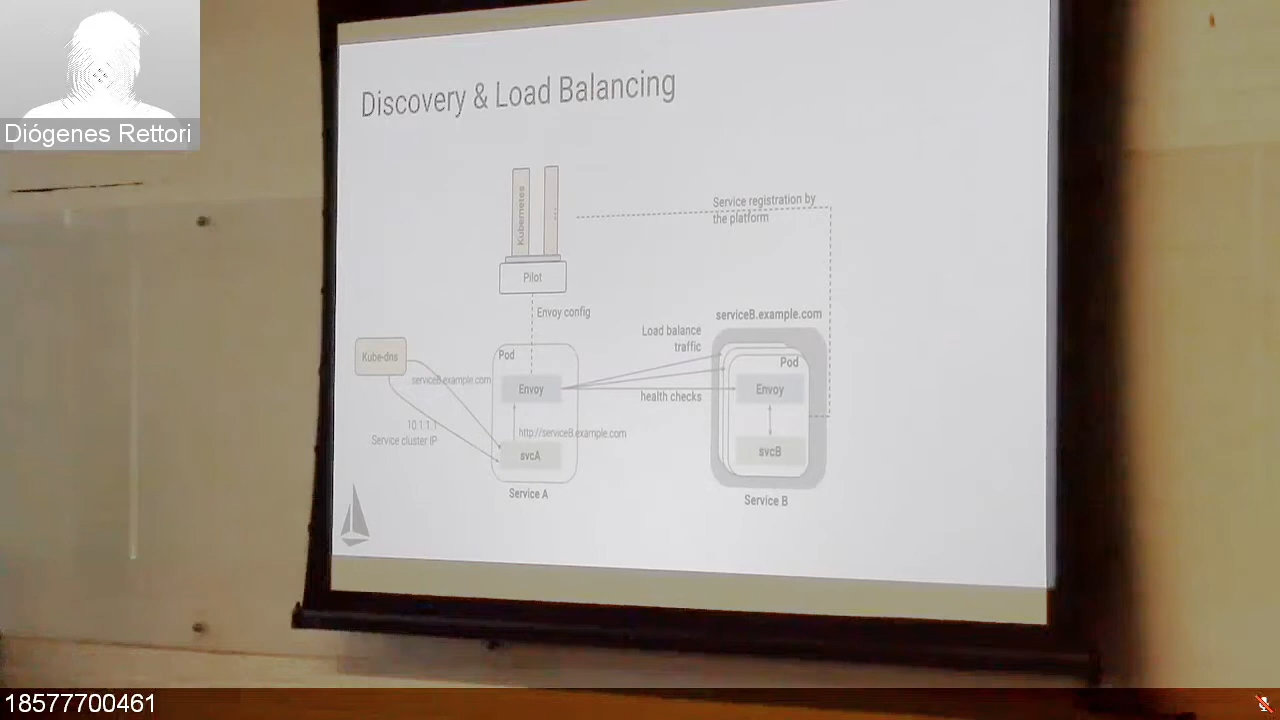 Diógenes Rettori
Discovery & Load Balancing
Kubernetes
...
Pilot
Service registration by
the platform
Envoy config
serviceB.example.com
Load balance
traffic
Kube-dns
Pod
Pod
serviceB.example.com
Envoy
Envoy
health checks
10.1.1.1
Service cluster IP
http://serviceB.example.com
svcA
svcB
Service A
Service B
18577700461